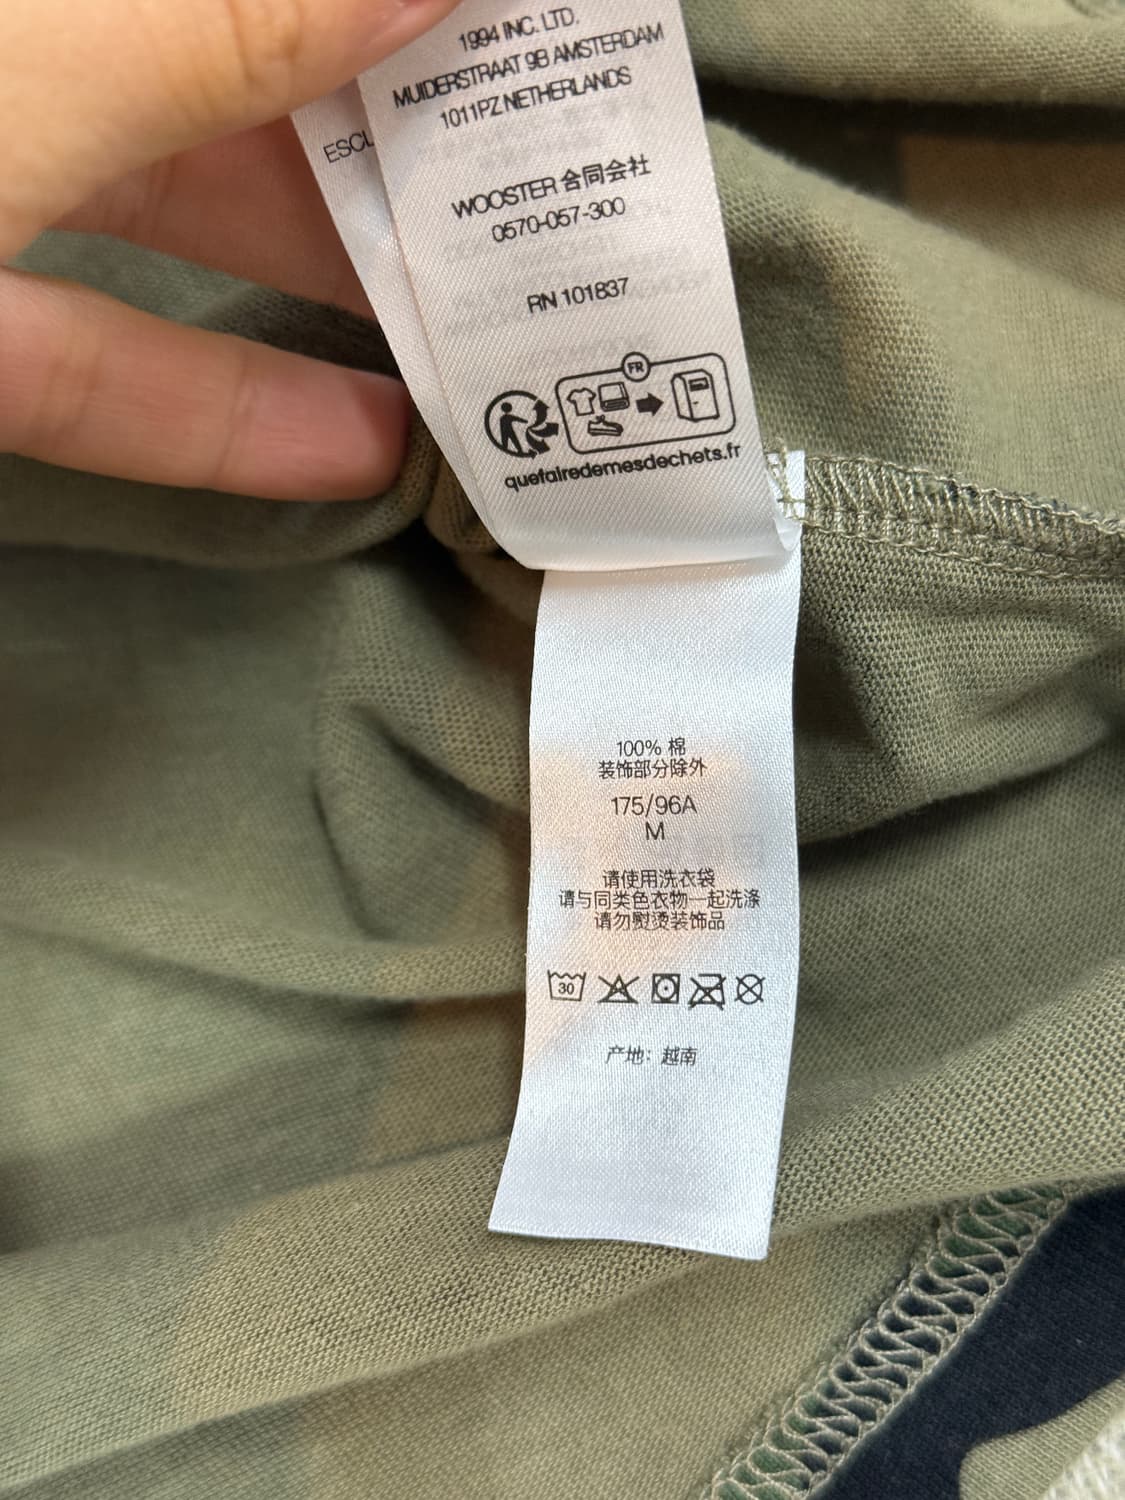 1994 INC. LTD.
MUIDERSTRAAT 9B AMSTERDAM
1011PZ NETHERLANDS
ESCL
WOOSTER 合同会社
0570-057-300
RN 101837
FR
quefairedemesdechets.fr
100% 棉
装饰部分除外
175/96A
M
请使用洗衣袋
请与同类色衣物一起洗涤
请勿熨烫装饰品
30
产地：越南